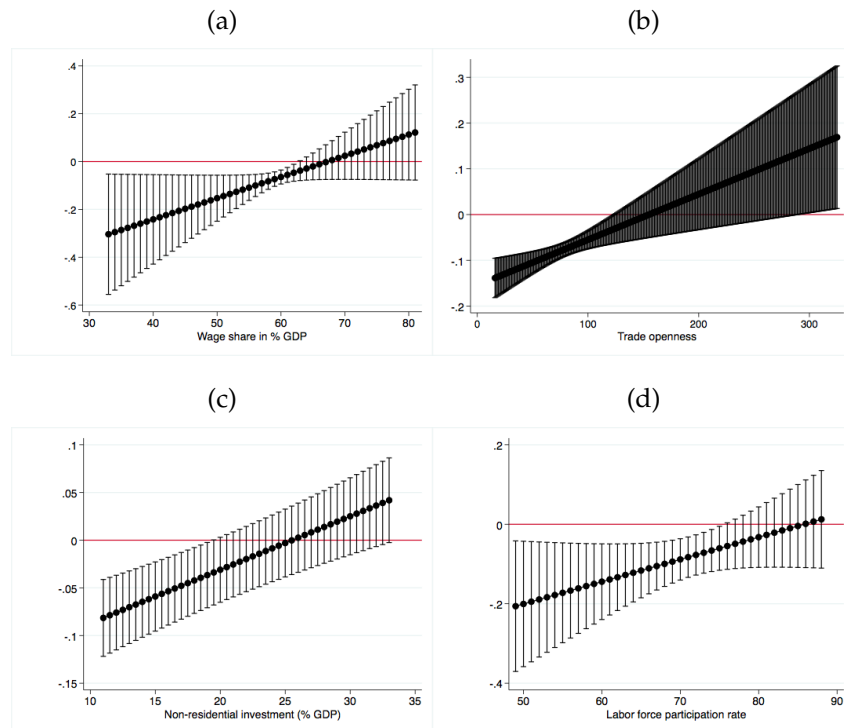 (a)
(b)
.4
.2
0
-.2
-.4
-.6
30 40 50 60 70 80
Wage share in % GDP
.3
.2
.1
0
-.1
-.2
0 100 200 300
Trade openness
(c)
(d)
.1
.05
0
-.05
-.1
-.15
10 15 20 25 30 35
Non-residential investment (% GDP)
.2
0
-.2
-.4
50 60 70 80 90
Labor force participation rate